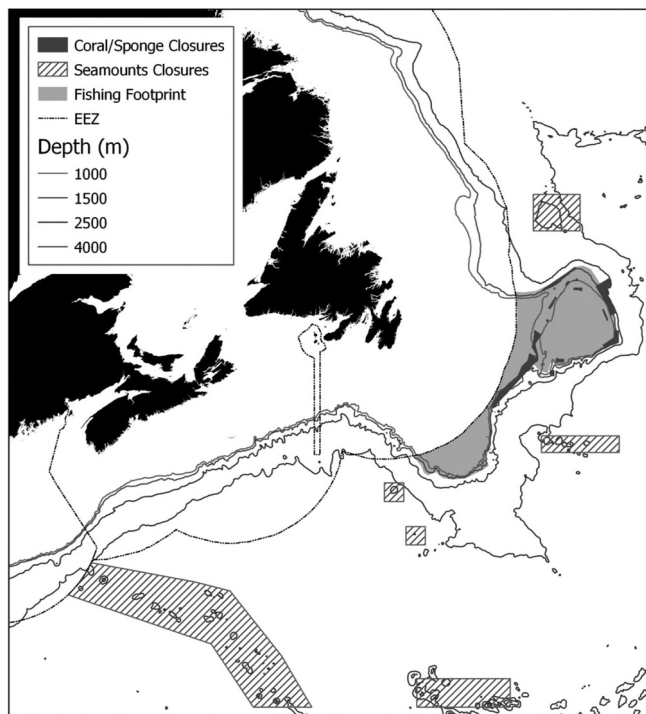 Coral/Sponge Closures
Seamounts Closures
Fishing Footprint
EEZ
Depth (m)
1000
1500
2500
4000